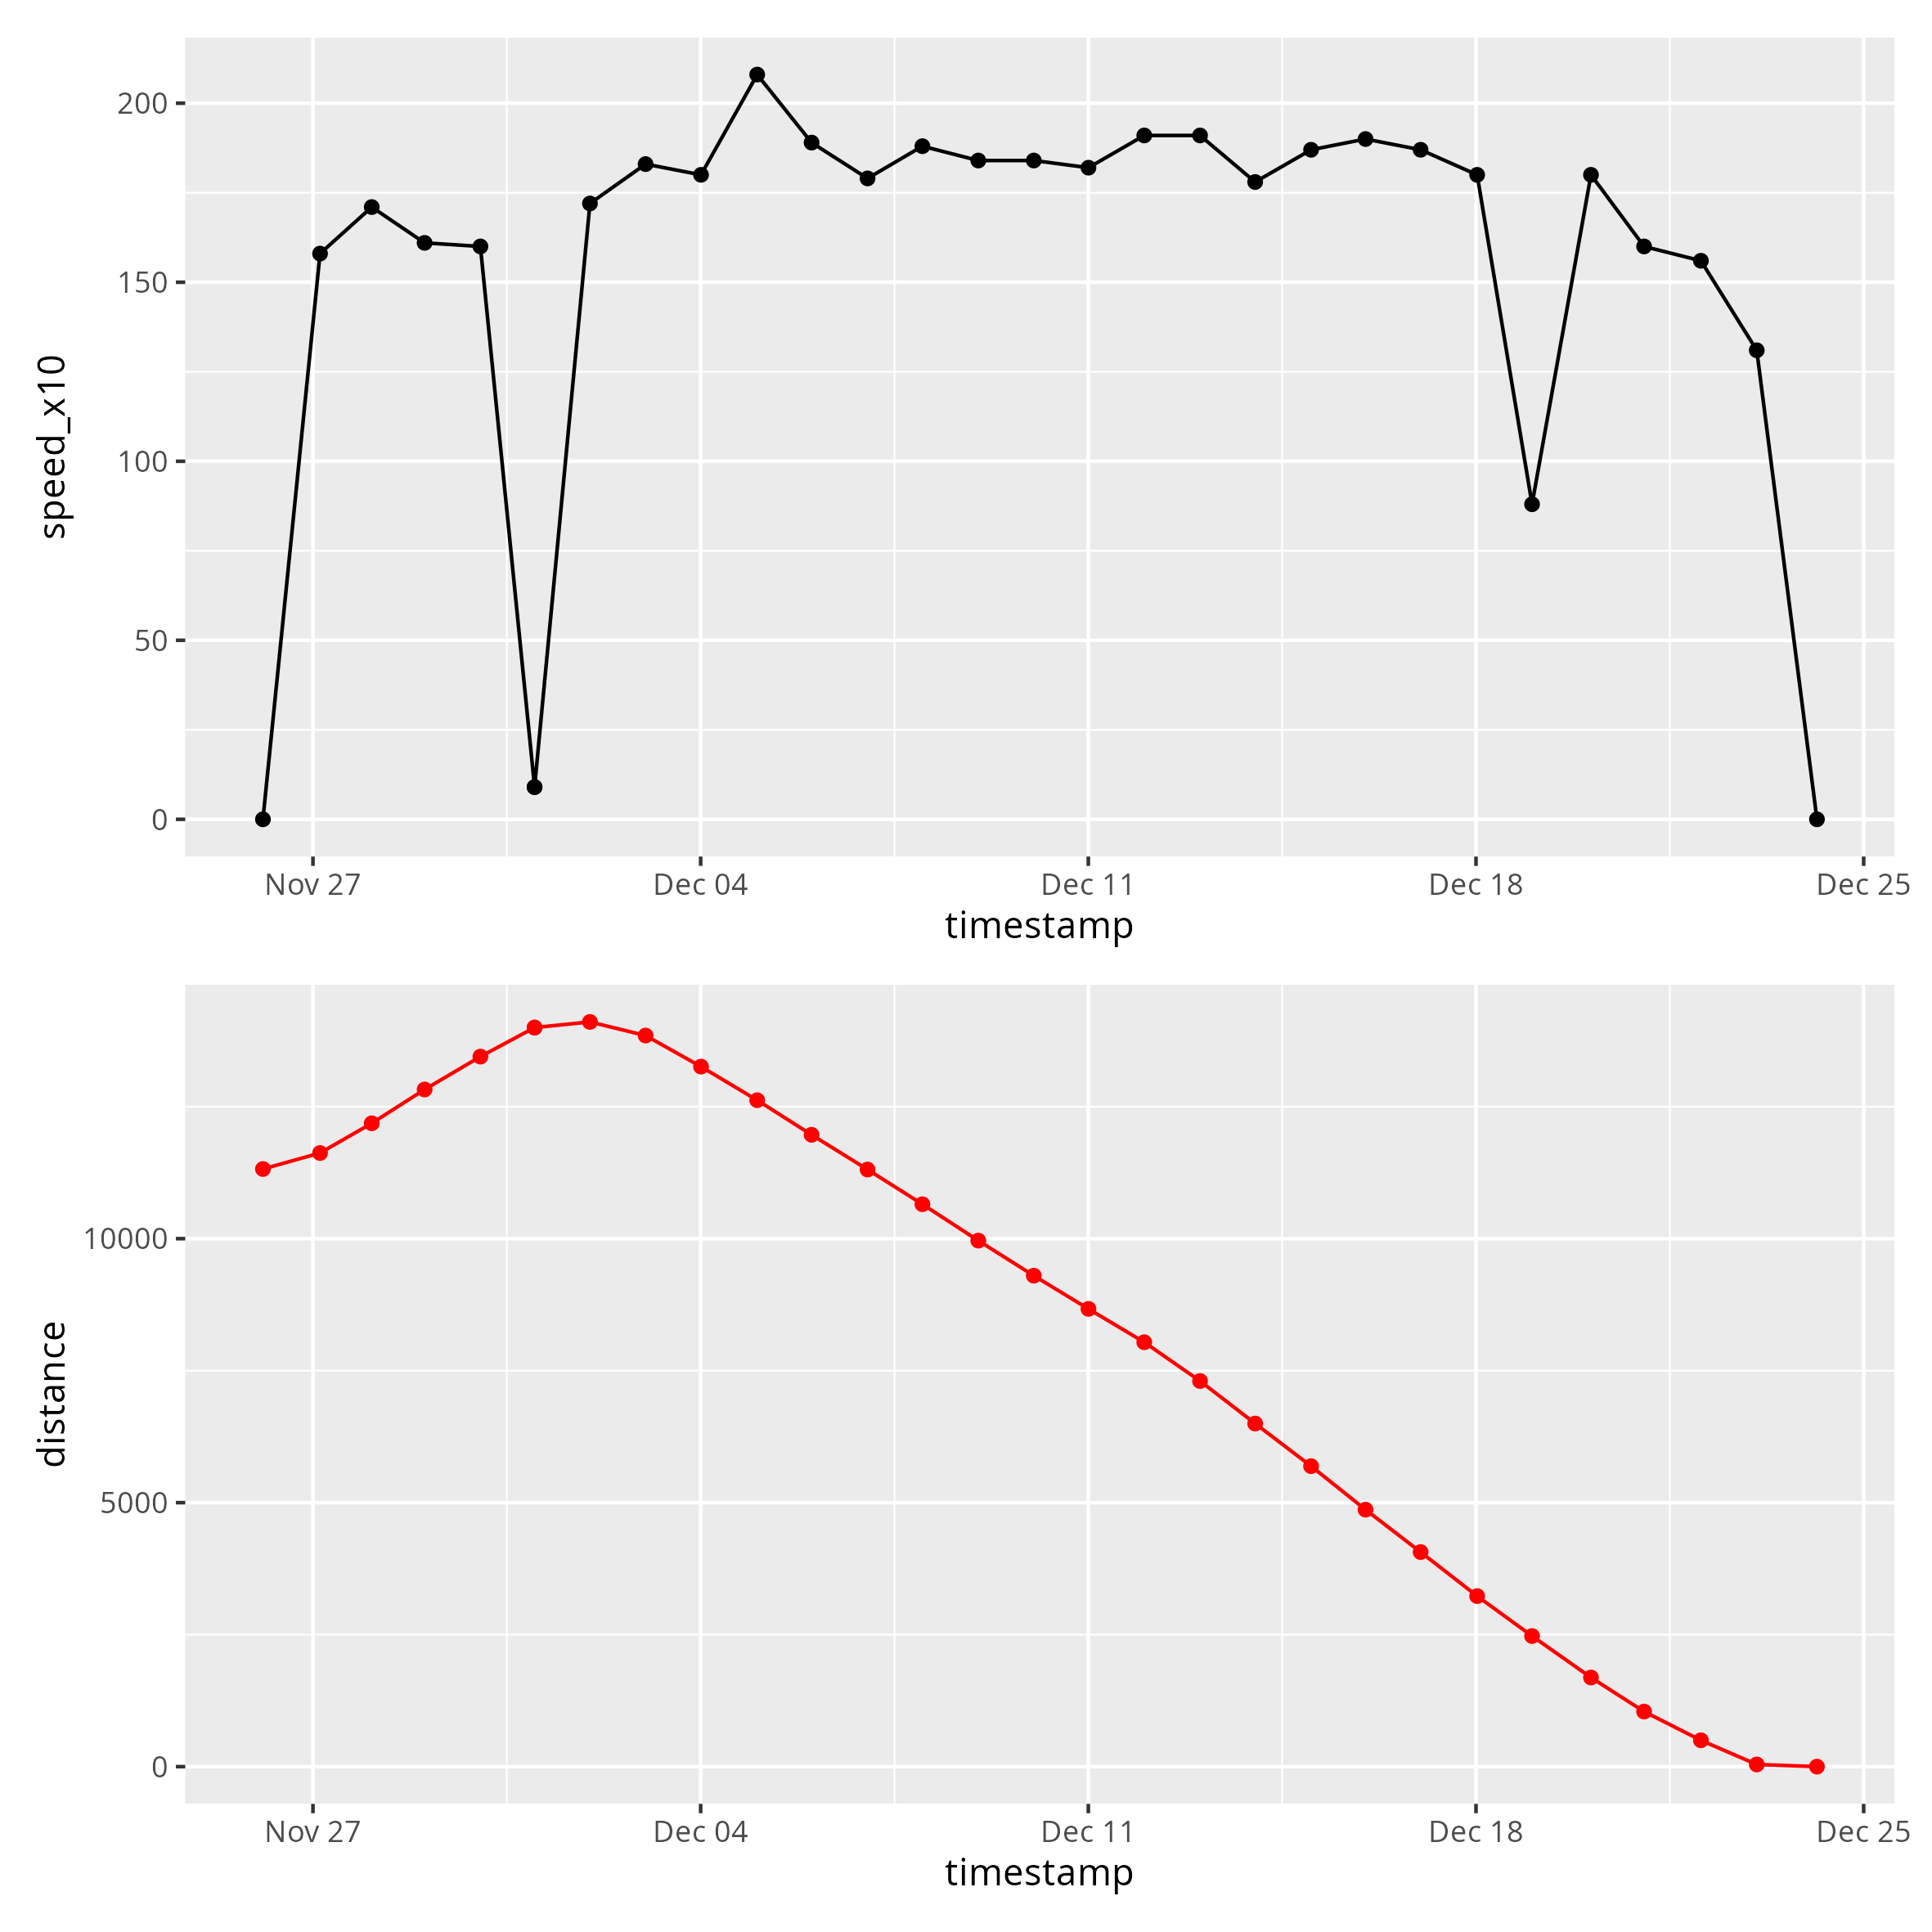 200
150
100
50
0
speed_x10
Nov 27 Dec 04 Dec 11 Dec 18 Dec 25
timestamp
10000
5000
0
distance
Nov 27 Dec 04 Dec 11 Dec 18 Dec 25
timestamp